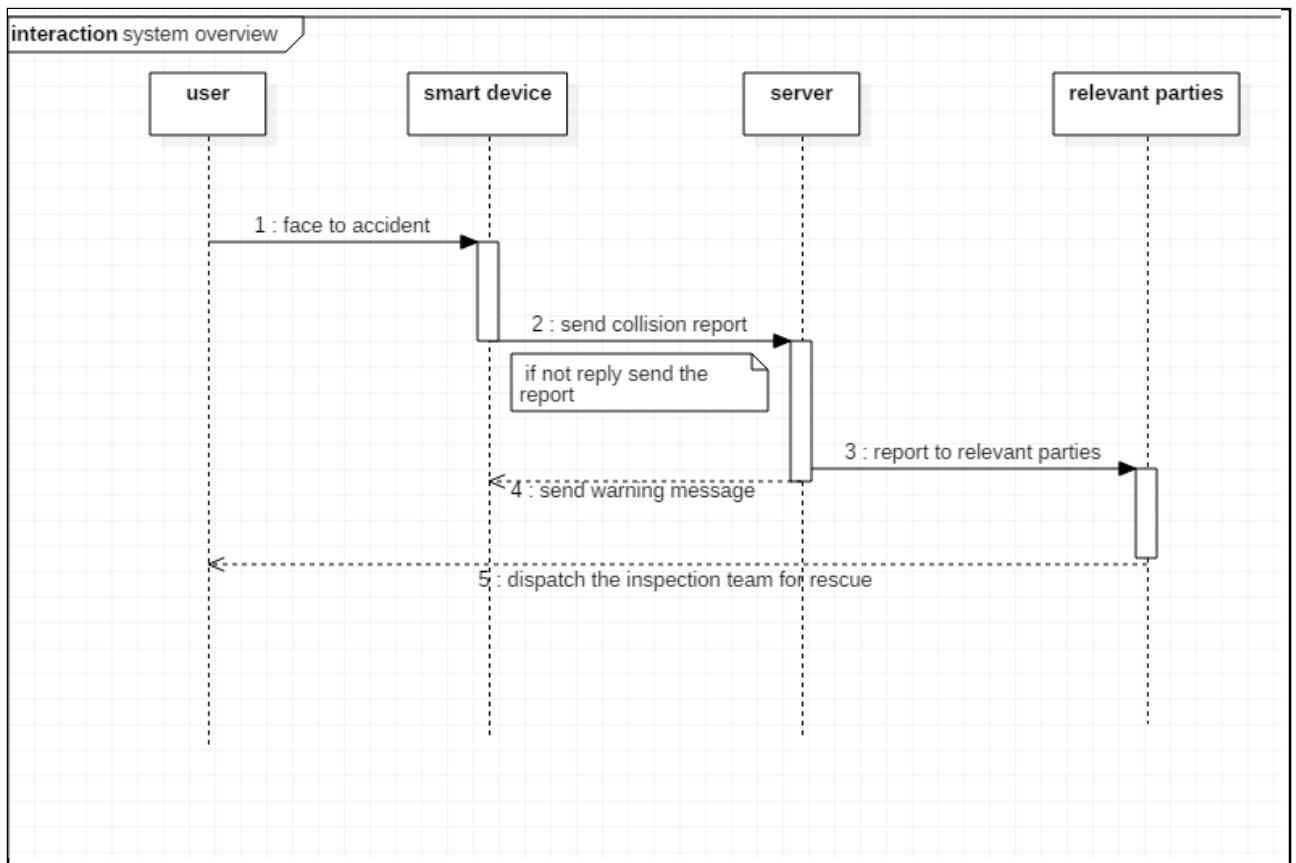 interaction system overview
user
smart device
server
relevant parties
1 : face to accident
2 : send collision report
if not reply send the
report
3 : report to relevant parties
4 : send warning message
5 : dispatch the inspection team for rescue